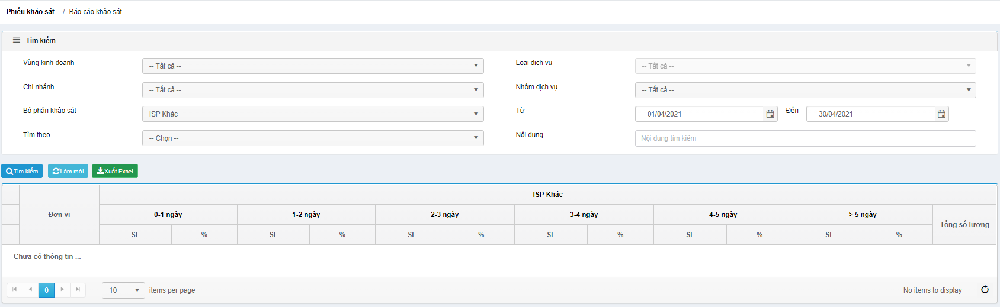 Phiếu khảo sát / Báo cáo khảo sát
Tìm kiếm
Vùng kinh doanh -- Tất cả -- Loại dịch vụ -- Tất cả --
Chi nhánh -- Tất cả -- Nhóm dịch vụ -- Tất cả --
Bộ phận khảo sát ISP Khác Từ 01/04/2021 Đến 30/04/2021
Tìm theo -- Chọn -- Nội dung Nội dung tìm kiếm
Tìm kiếm Làm mới Xuất Excel
ISP Khác
Đơn vị 0-1 ngày 1-2 ngày 2-3 ngày 3-4 ngày 4-5 ngày > 5 ngày Tổng số lượng
SL % SL % SL % SL % SL % SL %
Chưa có thông tin ...
0 10 items per page No items to display